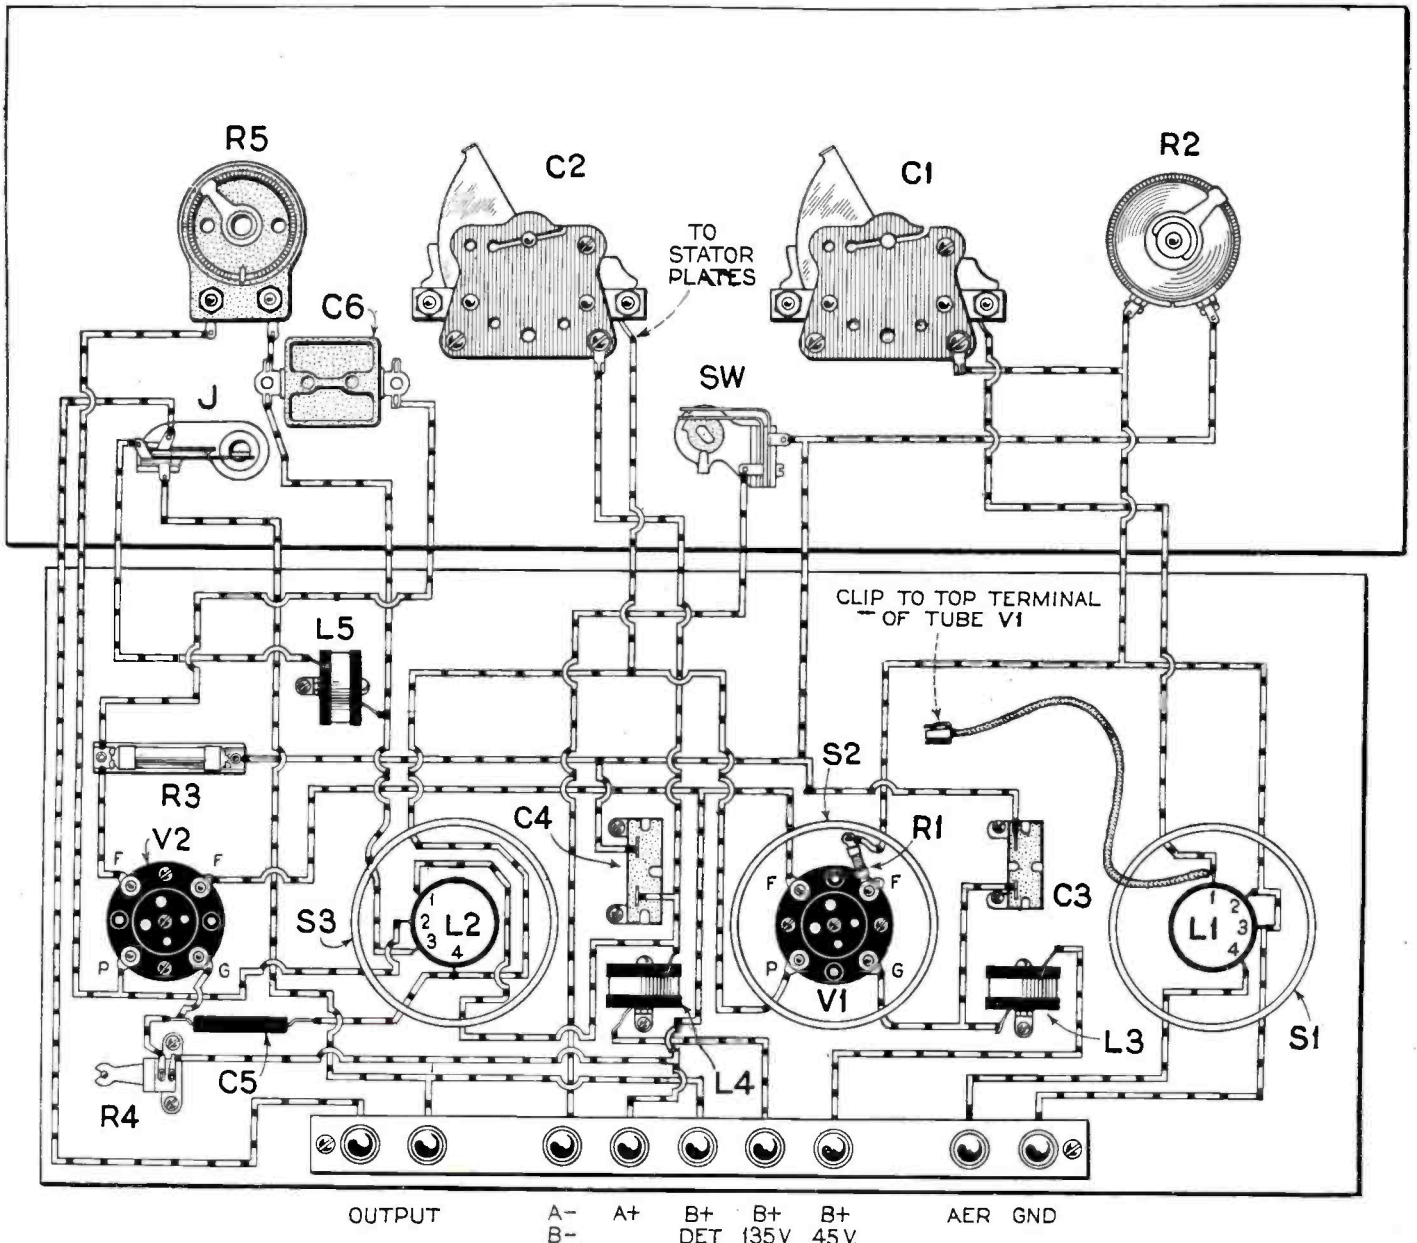 R5
C2
C1
R2
TO
STATOR
PLATES
C6
J
SW
CLIP TO TOP TERMINAL
OF TUBE V1
L5
R3
S2
V2
C4
R1
C3
F
F
F
F
S3
1
2
3
4
L2
L1
1
2
3
4
P
G
P
G
V1
L3
S1
C5
L4
R4
OUTPUT
A- A+ B+ B+ B+ AER GND
B- DET 135V 45V